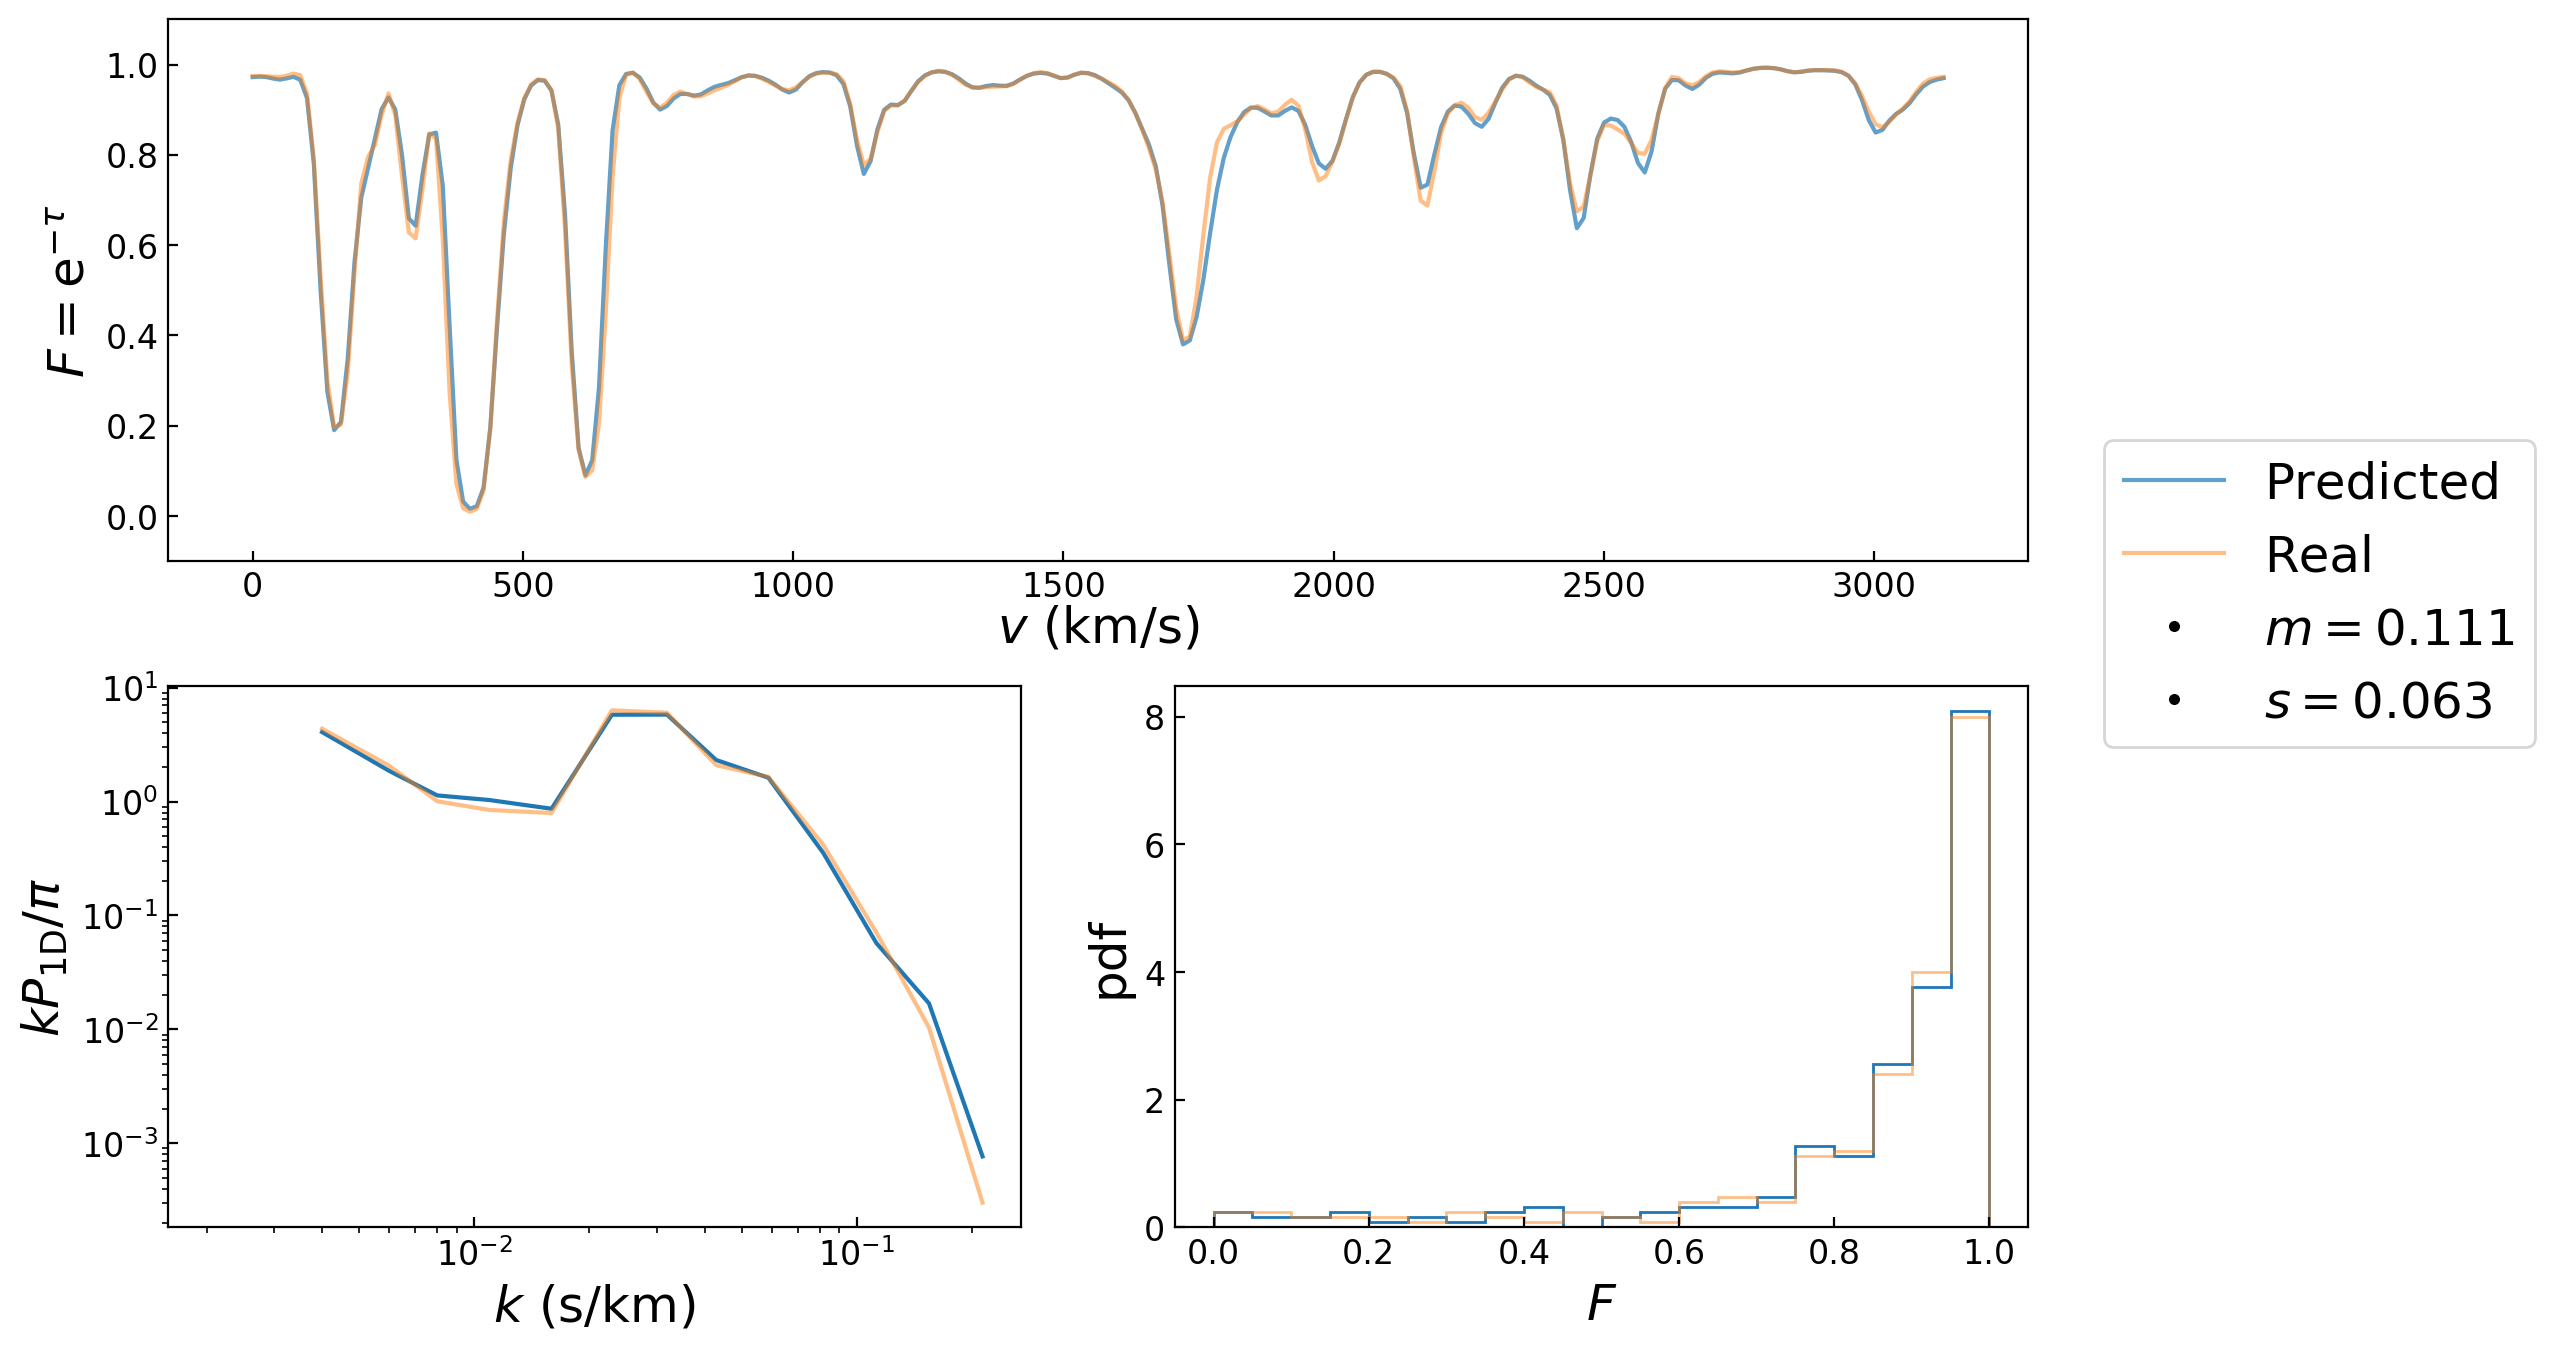 1.0
0.8
0.6
0.4
0.2
0.0
F = e^{-τ}
0 500 1000 1500 2000 2500 3000
v (km/s)
Predicted
Real
m = 0.111
s = 0.063
10^1
10^0
10^{-1}
10^{-2}
10^{-3}
kP_{1D}/π
10^{-2} 10^{-1}
k (s/km)
8
6
4
2
0
pdf
0.0 0.2 0.4 0.6 0.8 1.0
F